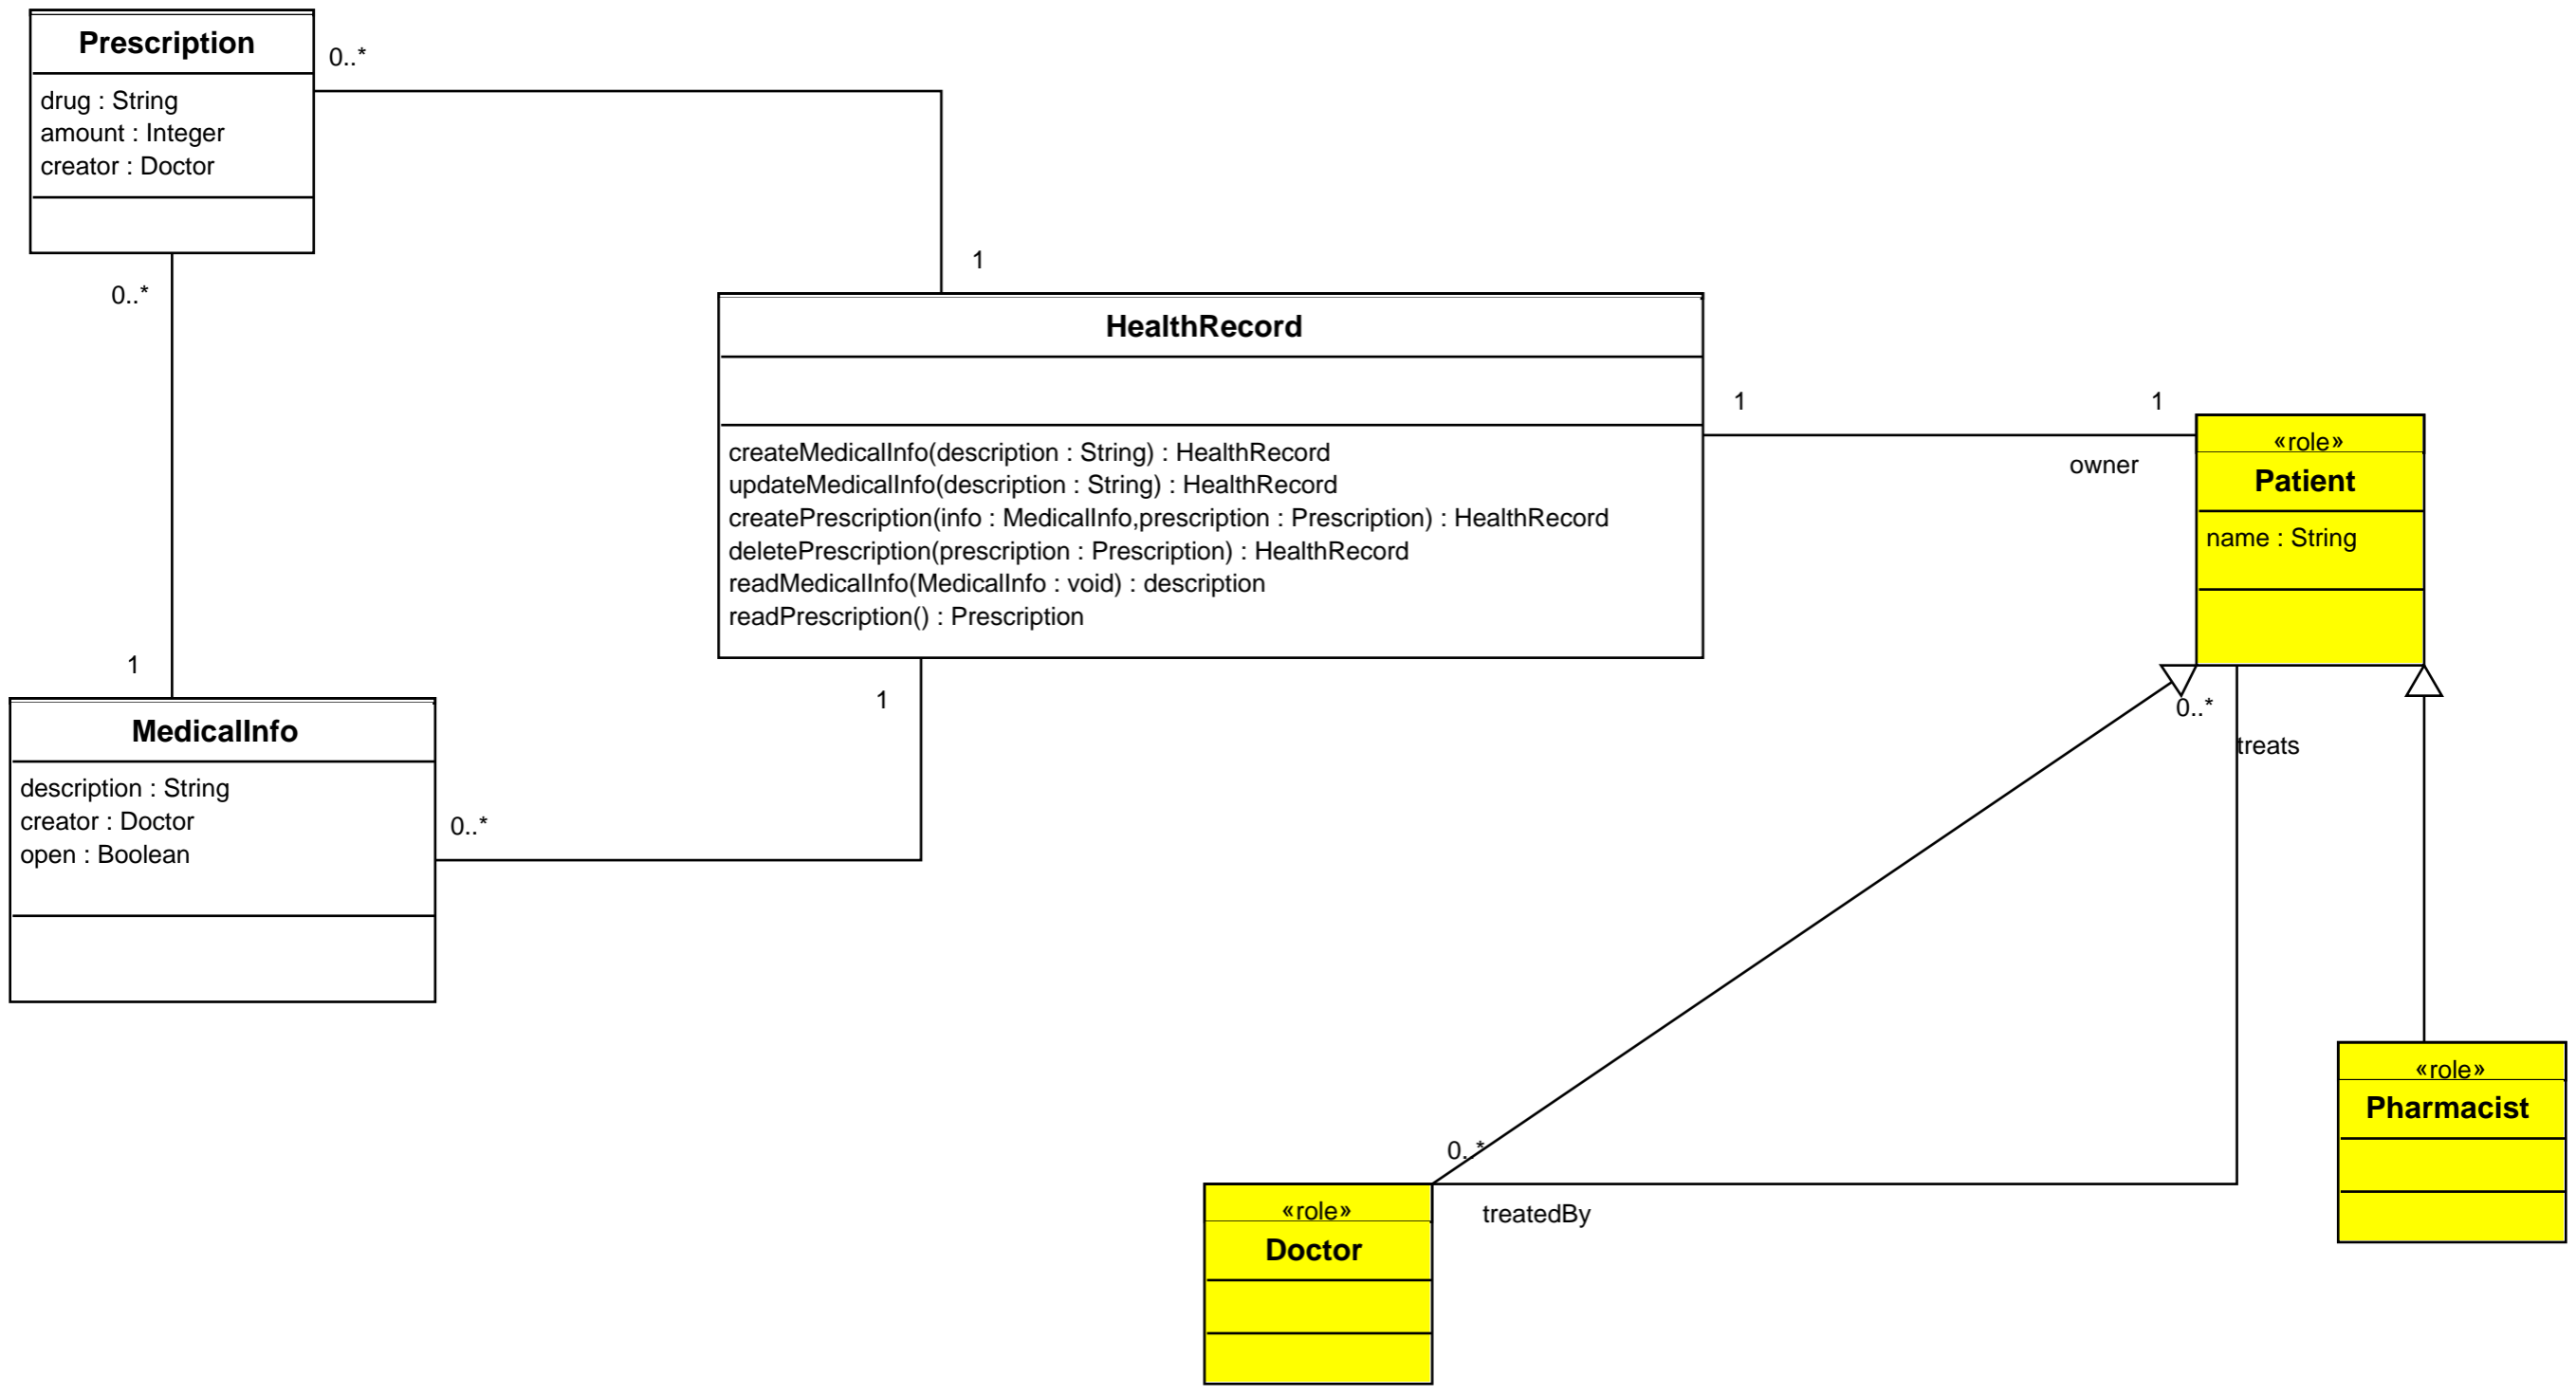 Prescription
drug : String
amount : Integer
creator : Doctor
0..*
0..*
1
HealthRecord
createMedicalInfo(description : String) : HealthRecord
updateMedicalInfo(description : String) : HealthRecord
createPrescription(info : MedicalInfo,prescription : Prescription) : HealthRecord
deletePrescription(prescription : Prescription) : HealthRecord
readMedicalInfo(MedicalInfo : void) : description
readPrescription() : Prescription
1
1
owner
«role»
Patient
name : String
1
MedicalInfo
description : String
creator : Doctor
open : Boolean
1
0..*
0..*
treats
0..*
treatedBy
«role»
Doctor
«role»
Pharmacist